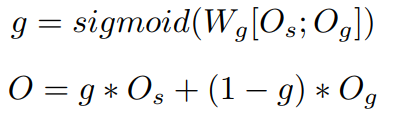 g = sigmoid(W_g[O_s; O_g])
O = g * O_s + (1 − g) * O_g